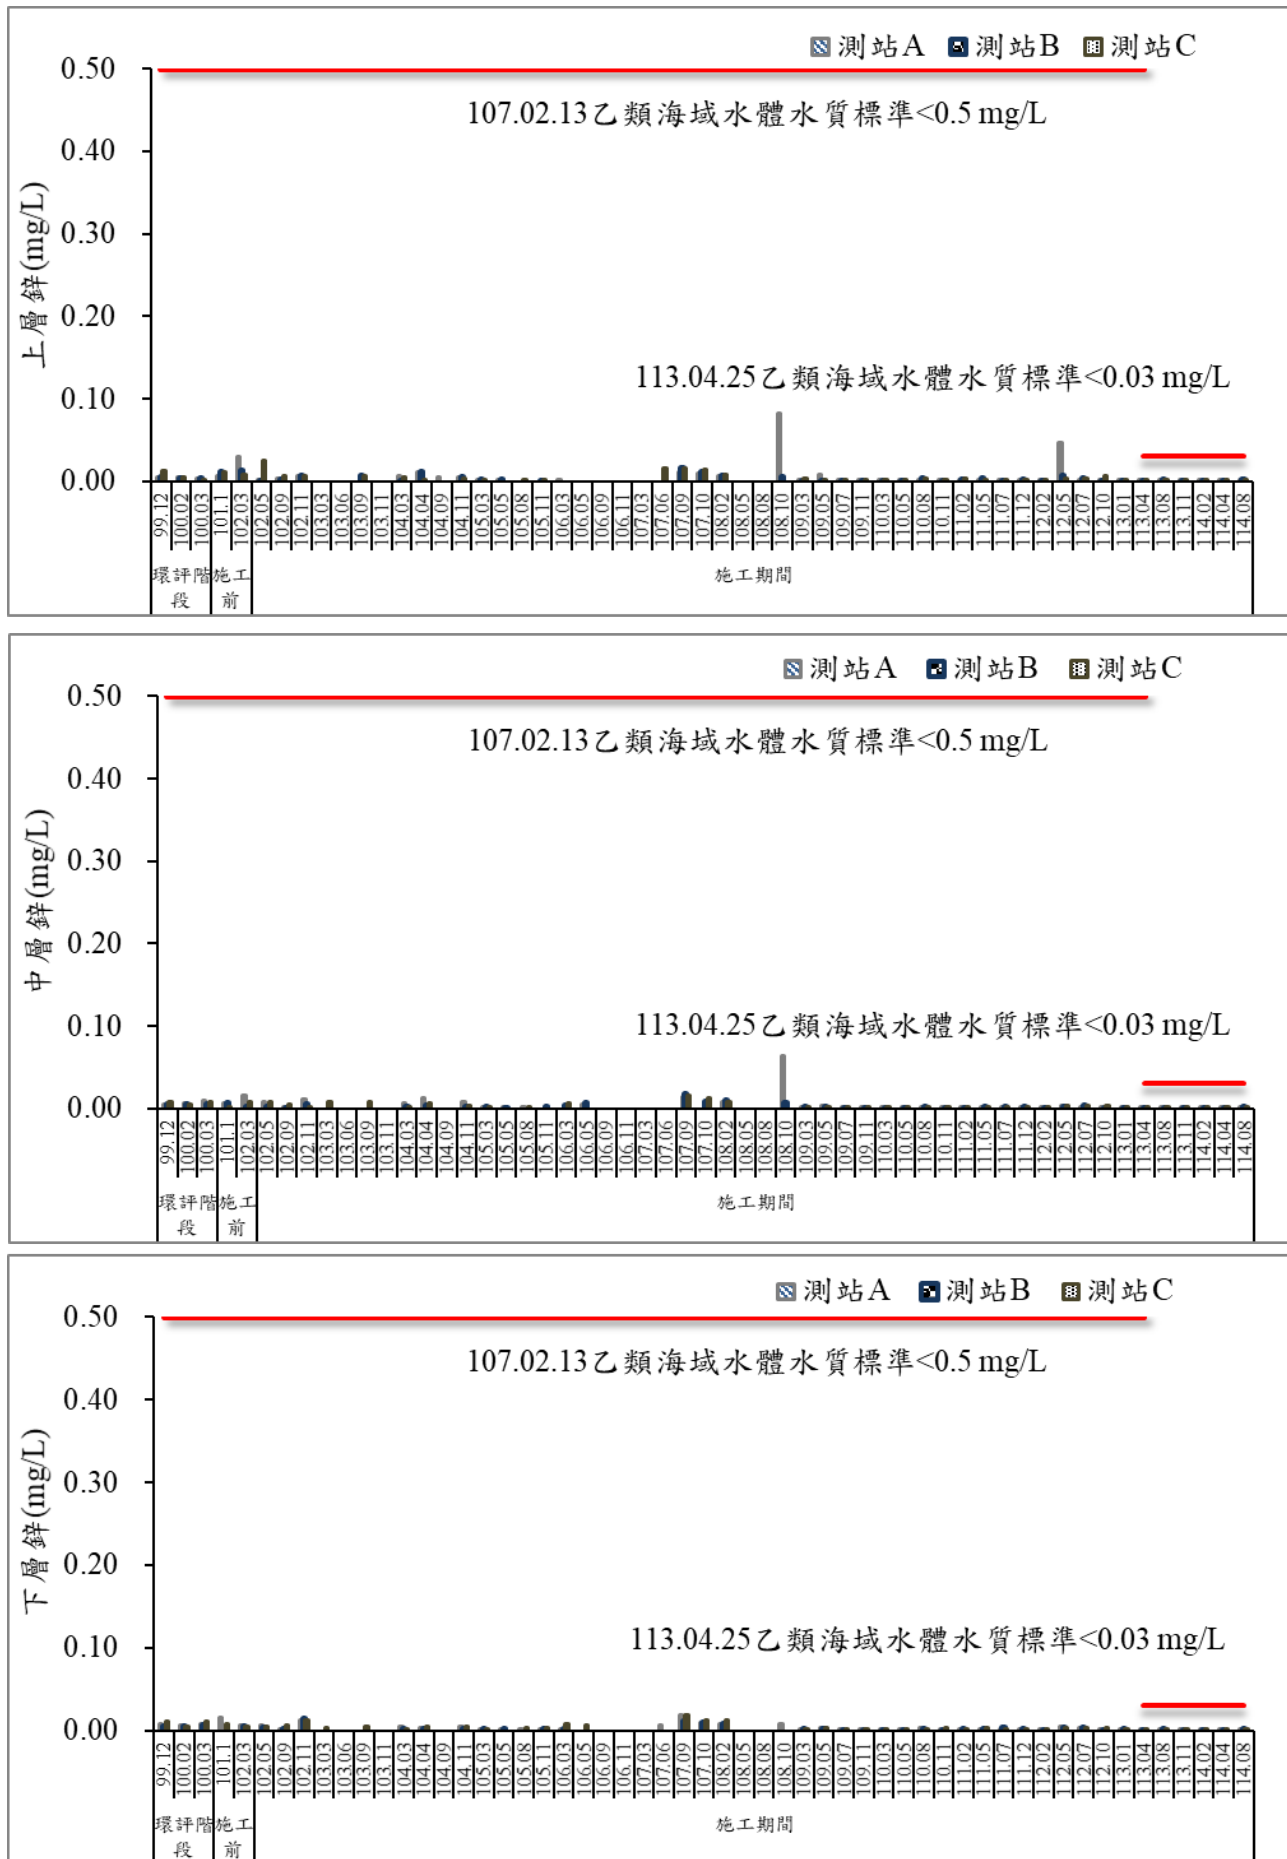 測站A 測站B 測站C
0.50
107.02.13乙類海域水體水質標準<0.5 mg/L
0.40
0.30
0.20
113.04.25乙類海域水體水質標準<0.03 mg/L
0.10
0.00
上層鋅(mg/L)
99.12 100.02 100.03 101.1 102.03 102.05 102.09 102.11 103.03 103.06 103.09 103.11 104.03 104.04 104.09 104.11 105.03 105.05 105.08 105.11 106.03 106.05 106.09 106.11 107.03 107.06 107.09 107.10 108.02 108.05 108.08 108.10 109.03 109.05 109.07 109.11 110.03 110.05 110.08 110.11 111.02 111.05 111.07 111.12 112.02 112.05 112.07 112.10 113.01 113.04 113.08 113.11 114.02 114.04 114.08
環評階段 施工前 施工期間
測站A 測站B 測站C
0.50
107.02.13乙類海域水體水質標準<0.5 mg/L
0.40
0.30
0.20
113.04.25乙類海域水體水質標準<0.03 mg/L
0.10
0.00
中層鋅(mg/L)
99.12 100.02 100.03 101.1 102.03 102.05 102.09 102.11 103.03 103.06 103.09 103.11 104.03 104.04 104.09 104.11 105.03 105.05 105.08 105.11 106.03 106.05 106.09 106.11 107.03 107.06 107.09 107.10 108.02 108.05 108.08 108.10 109.03 109.05 109.07 109.11 110.03 110.05 110.08 110.11 111.02 111.05 111.07 111.12 112.02 112.05 112.07 112.10 113.01 113.04 113.08 113.11 114.02 114.04 114.08
環評階段 施工前 施工期間
測站A 測站B 測站C
0.50
107.02.13乙類海域水體水質標準<0.5 mg/L
0.40
0.30
0.20
113.04.25乙類海域水體水質標準<0.03 mg/L
0.10
0.00
下層鋅(mg/L)
99.12 100.02 100.03 101.1 102.03 102.05 102.09 102.11 103.03 103.06 103.09 103.11 104.03 104.04 104.09 104.11 105.03 105.05 105.08 105.11 106.03 106.05 106.09 106.11 107.03 107.06 107.09 107.10 108.02 108.05 108.08 108.10 109.03 109.05 109.07 109.11 110.03 110.05 110.08 110.11 111.02 111.05 111.07 111.12 112.02 112.05 112.07 112.10 113.01 113.04 113.08 113.11 114.02 114.04 114.08
環評階段 施工前 施工期間